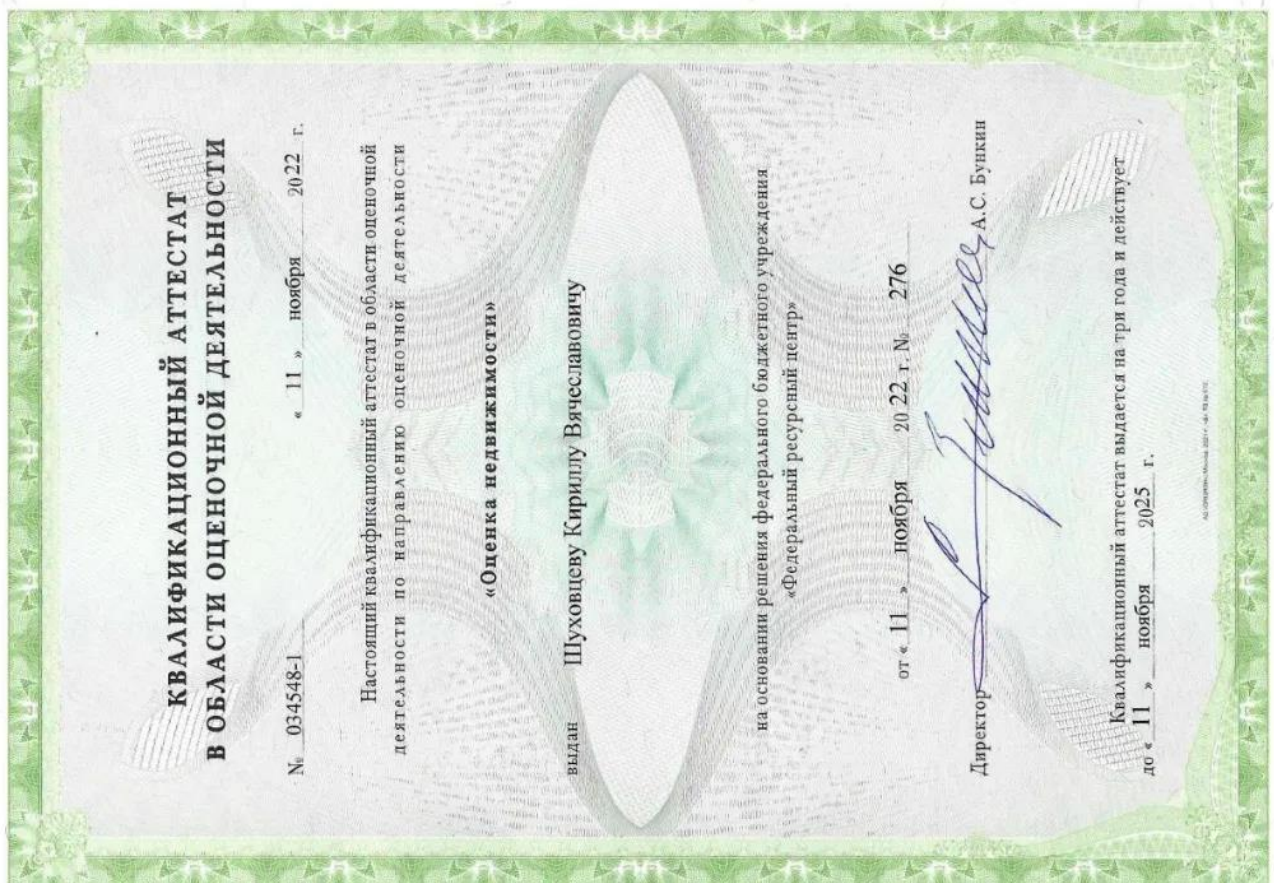 КВАЛИФИКАЦИОННЫЙ АТТЕСТАТ
В ОБЛАСТИ ОЦЕНОЧНОЙ ДЕЯТЕЛЬНОСТИ
№ 034548-1 « 11 » ноября 2022 г.
Настоящий квалификационный аттестат в области оценочной
деятельности по направлению оценочной деятельности
«Оценка недвижимости»
выдан Шуховцеву Кириллу Вячеславовичу
на основании решения федерального бюджетного учреждения
«Федеральный ресурсный центр»
от « 11 » ноября 20 22 г. № 276
Директор А.С. Бункин
Квалификационный аттестат выдается на три года и действует
до « 11 » ноября 2025 г.